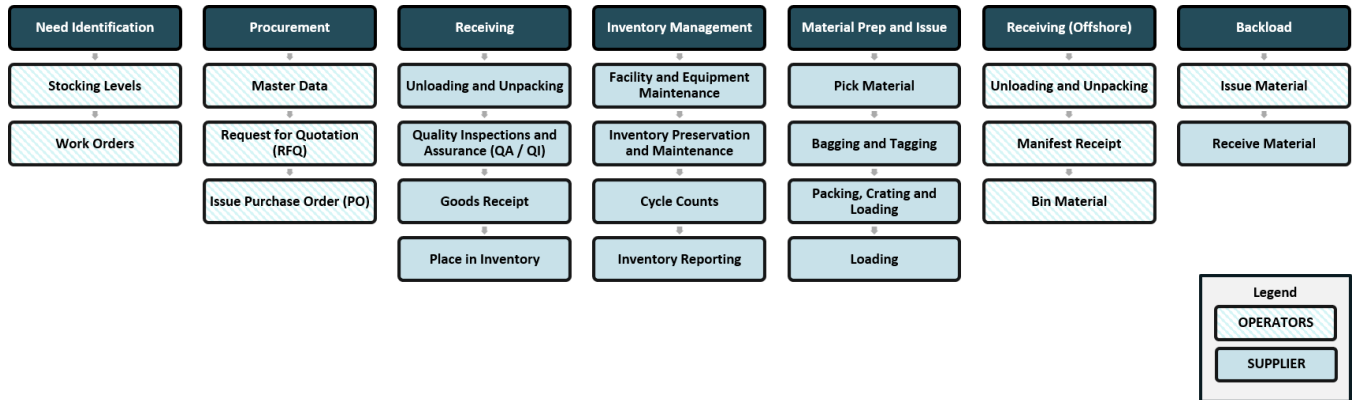 Need Identification
Stocking Levels
Work Orders
Procurement
Master Data
Request for Quotation
(RFQ)
Issue Purchase Order (PO)
Receiving
Unloading and Unpacking
Quality Inspections and
Assurance (QA / QI)
Goods Receipt
Place in Inventory
Inventory Management
Facility and Equipment
Maintenance
Inventory Preservation
and Maintenance
Cycle Counts
Inventory Reporting
Material Prep and Issue
Pick Material
Bagging and Tagging
Packing, Crating and
Loading
Loading
Receiving (Offshore)
Unloading and Unpacking
Manifest Receipt
Bin Material
Backload
Issue Material
Receive Material
Legend
OPERATORS
SUPPLIER